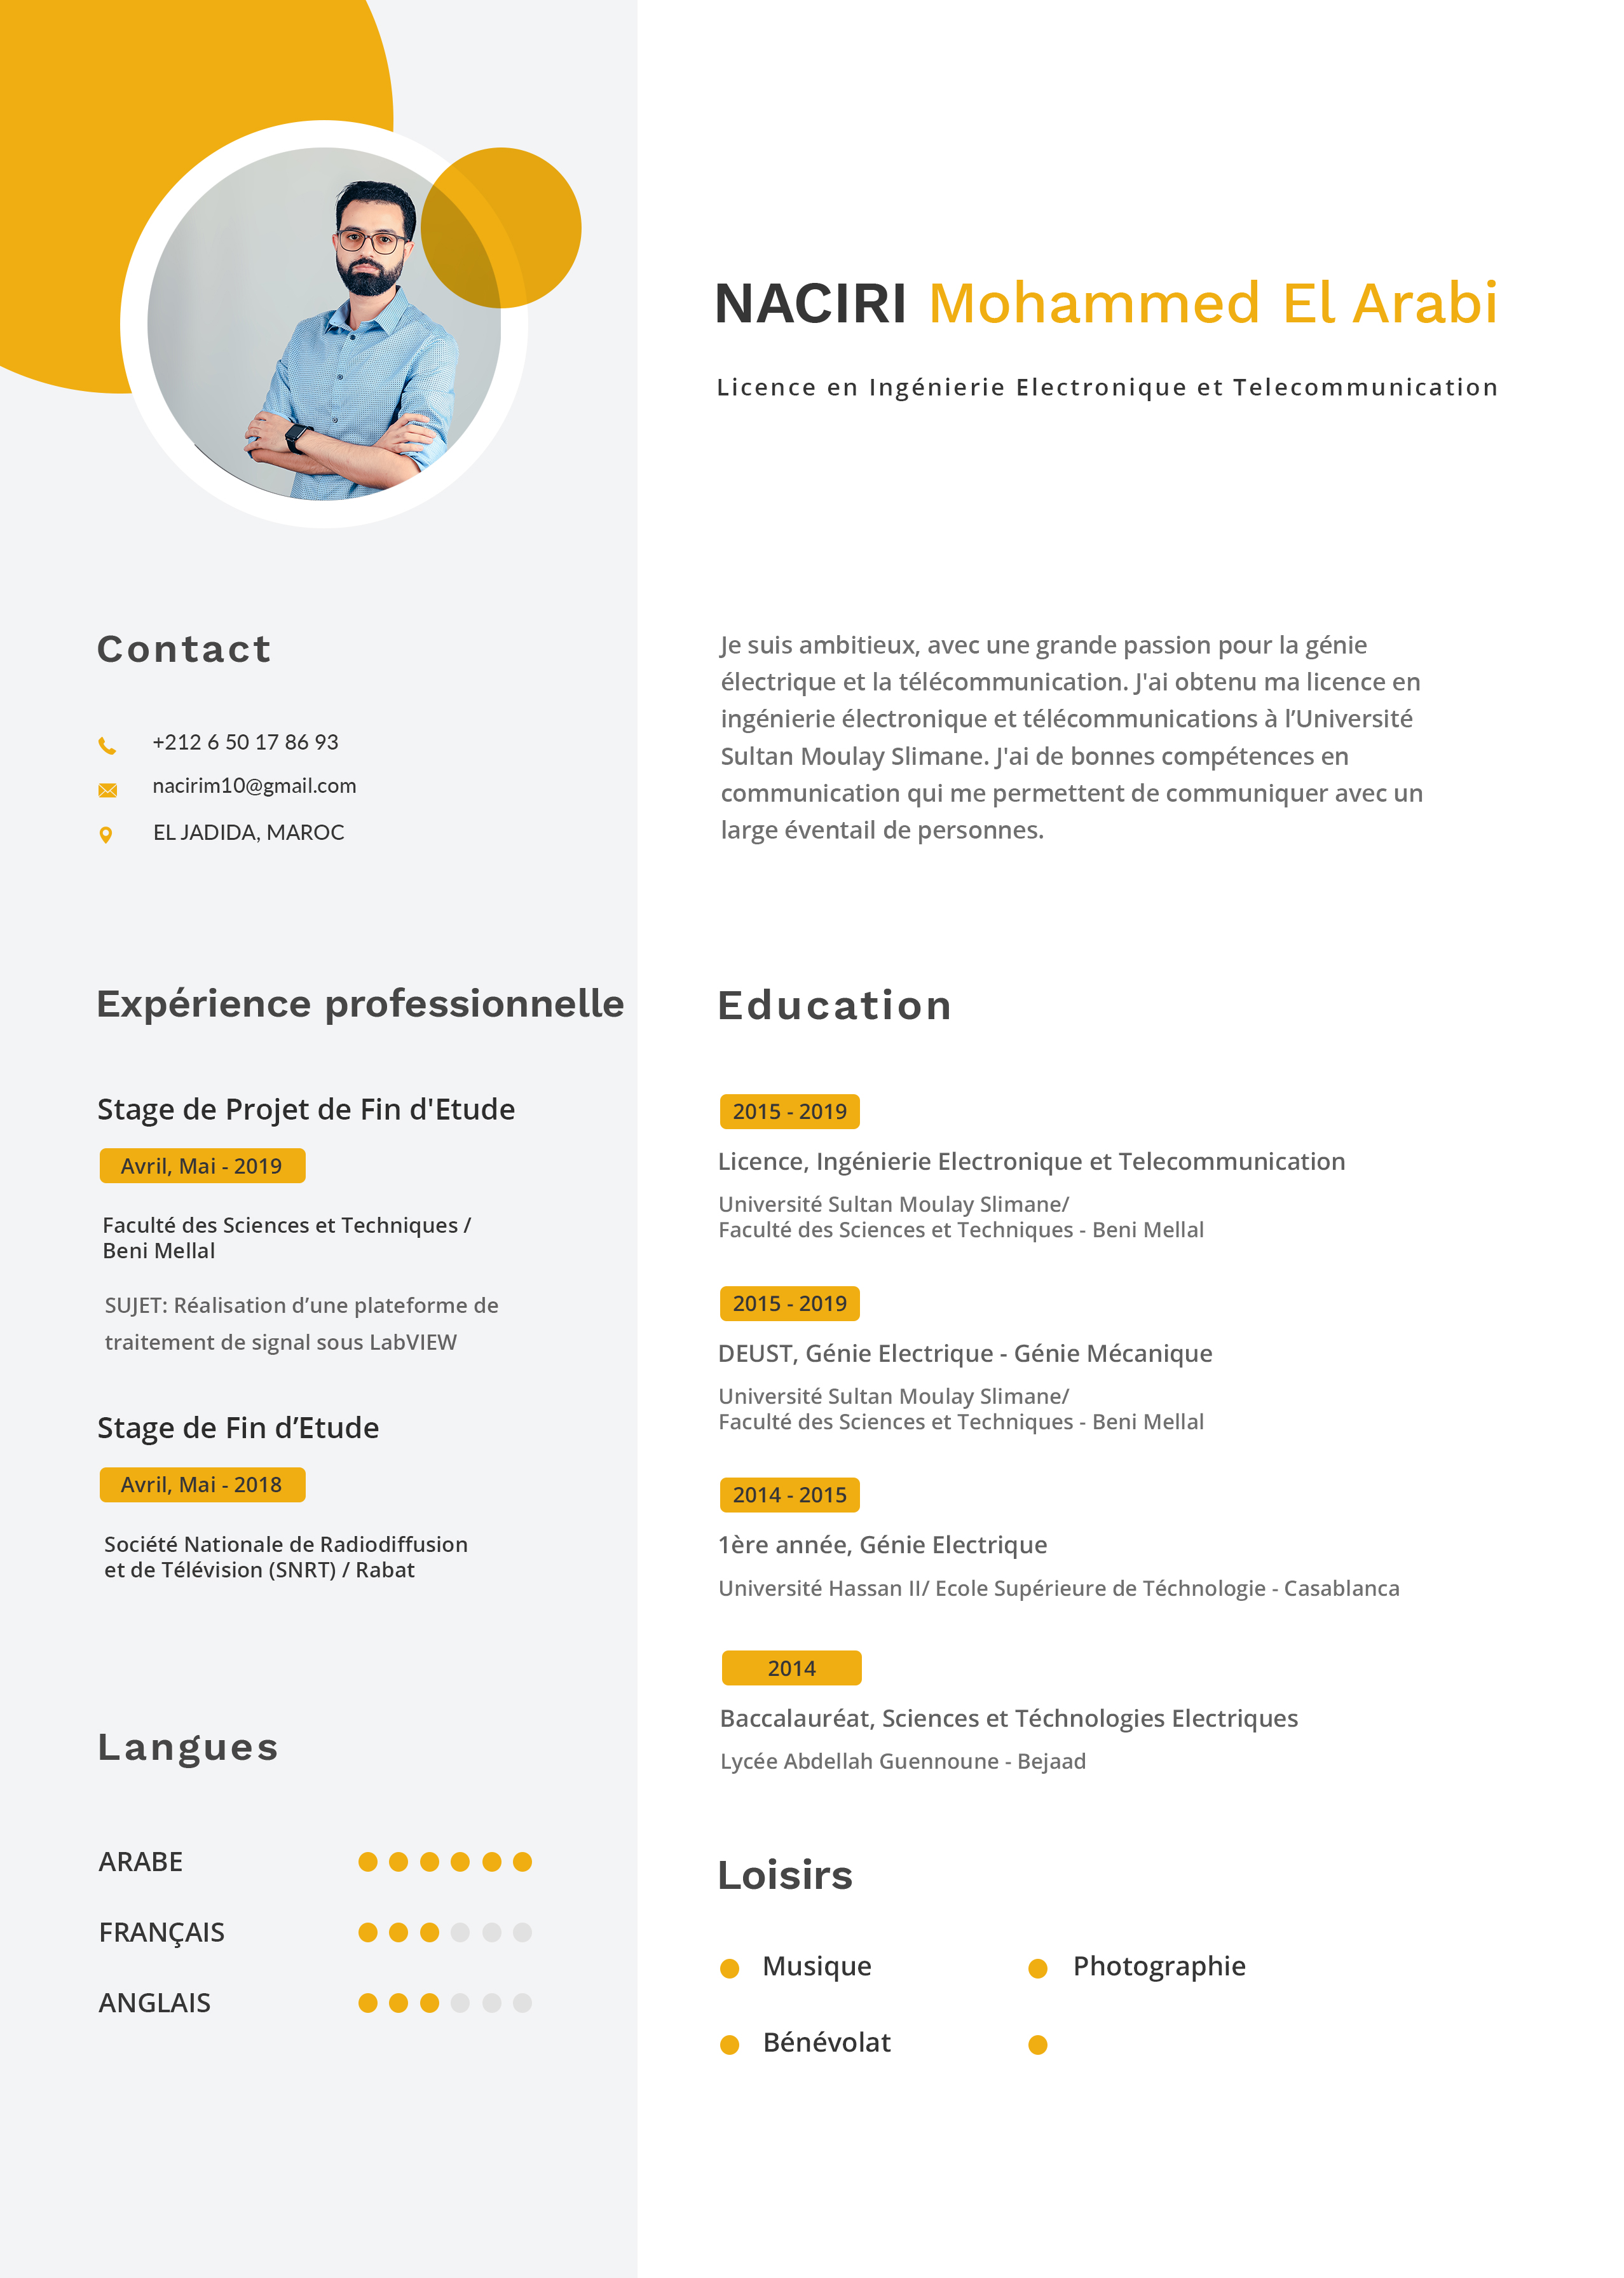 NACIRI Mohammed El Arabi
Licence en Ingénierie Electronique et Telecommunication
Contact
+212 6 50 17 86 93
nacirim10@gmail.com
EL JADIDA, MAROC
Je suis ambitieux, avec une grande passion pour la génie
électrique et la télécommunication. J'ai obtenu ma licence en
ingénierie électronique et télécommunications à l’Université
Sultan Moulay Slimane. J'ai de bonnes compétences en
communication qui me permettent de communiquer avec un
large éventail de personnes.
Expérience professionnelle
Stage de Projet de Fin d'Etude
Avril, Mai - 2019
Faculté des Sciences et Techniques /
Beni Mellal
SUJET: Réalisation d’une plateforme de
traitement de signal sous LabVIEW
Stage de Fin d’Etude
Avril, Mai - 2018
Société Nationale de Radiodiffusion
et de Télévision (SNRT) / Rabat
Langues
ARABE
FRANÇAIS
ANGLAIS
Education
2015 - 2019
Licence, Ingénierie Electronique et Telecommunication
Université Sultan Moulay Slimane/
Faculté des Sciences et Techniques - Beni Mellal
2015 - 2019
DEUST, Génie Electrique - Génie Mécanique
Université Sultan Moulay Slimane/
Faculté des Sciences et Techniques - Beni Mellal
2014 - 2015
1ère année, Génie Electrique
Université Hassan II/ Ecole Supérieure de Téchnologie - Casablanca
2014
Baccalauréat, Sciences et Téchnologies Electriques
Lycée Abdellah Guennoune - Bejaad
Loisirs
Musique
Photographie
Bénévolat